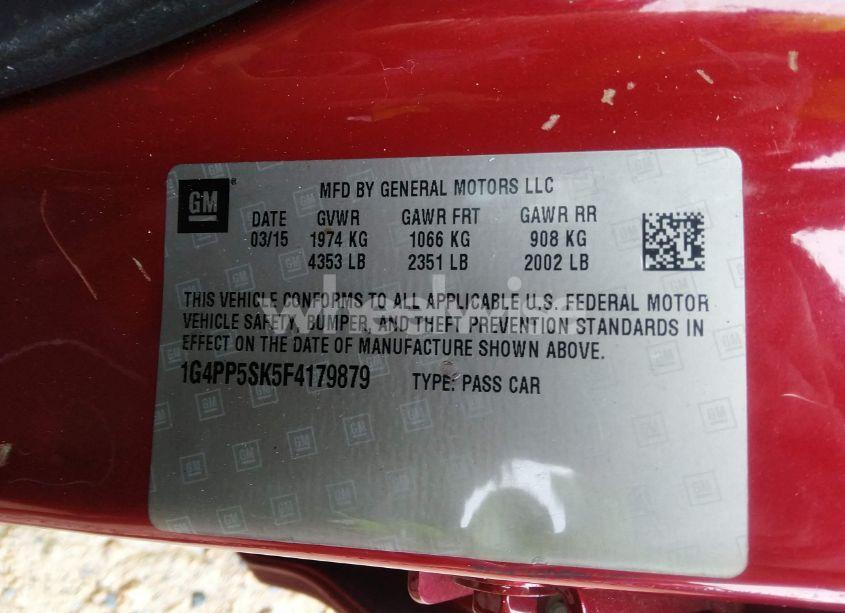 GM
MFD BY GENERAL MOTORS LLC
DATE GVWR GAWR FRT GAWR RR
03/15 1974 KG 1066 KG 908 KG
4353 LB 2351 LB 2002 LB
THIS VEHICLE CONFORMS TO ALL APPLICABLE U.S. FEDERAL MOTOR
VEHICLE SAFETY, BUMPER, AND THEFT PREVENTION STANDARDS IN
EFFECT ON THE DATE OF MANUFACTURE SHOWN ABOVE.
1G4PP5SK5F4179879 TYPE: PASS CAR